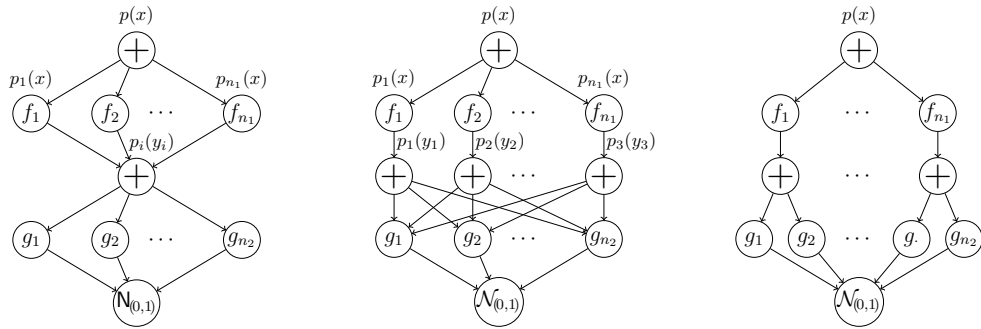 p(x) p(x) p(x)
+ + +
p₁(x) pₙ₁(x) p₁(x) pₙ₁(x)
f₁ f₂ ··· fₙ₁ f₁ f₂ ··· fₙ₁ f₁ ··· fₙ₁
pᵢ(yᵢ) p₁(y₁) p₂(y₂) p₃(y₃)
+ + + ··· + + ··· +
g₁ g₂ ··· gₙ₂ g₁ g₂ ··· gₙ₂ g₁ g₂ ··· g. gₙ₂
N(0,1) 𝒩(0,1) 𝒩(0,1)